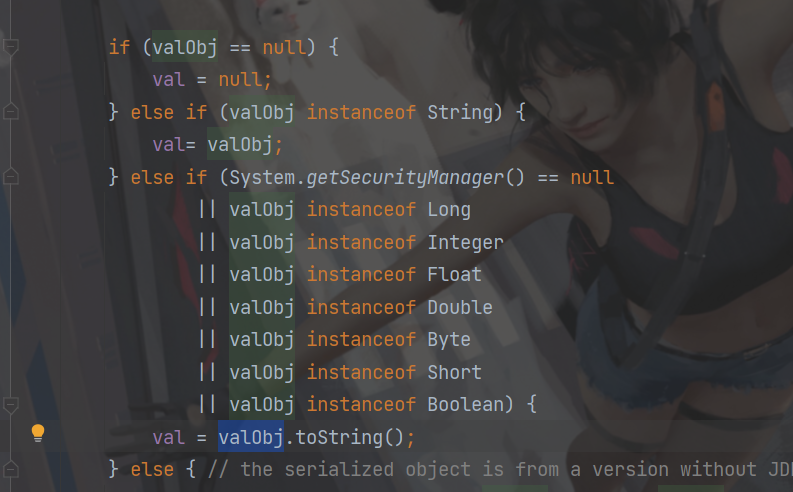 if (valObj == null) {
val = null;
} else if (valObj instanceof String) {
val= valObj;
} else if (System.getSecurityManager() == null
|| valObj instanceof Long
|| valObj instanceof Integer
|| valObj instanceof Float
|| valObj instanceof Double
|| valObj instanceof Byte
|| valObj instanceof Short
|| valObj instanceof Boolean) {
val = valObj.toString();
} else { // the serialized object is from a version without